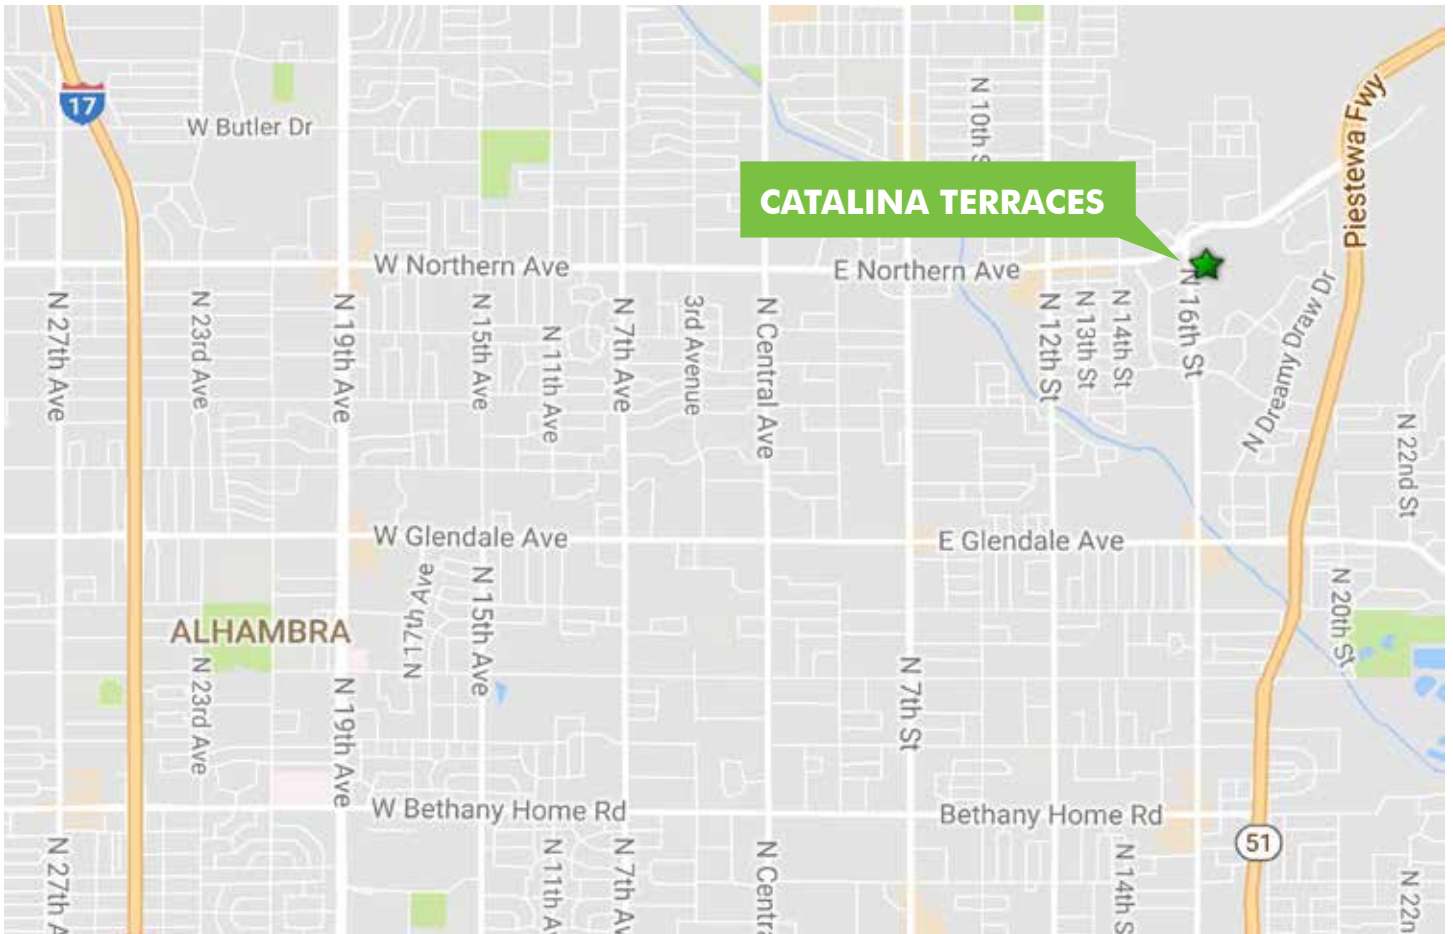 17
W Butler Dr
N 10th S
Piestewa Fwy
CATALINA TERRACES
W Northern Ave
E Northern Ave
N 27th Ave
N 23rd Ave
N 19th Ave
N 15th Ave
N 11th Ave
N 7th Ave
3rd Avenue
N Central Ave
N 12th St
N 13th St
N 14th St
N 16th St
N Dreamy Draw Dr
N 22nd St
W Glendale Ave
E Glendale Ave
N 17th Ave
N 15th Ave
N 20th St
ALHAMBRA
N 23rd Ave
N 19th Ave
N 7th St
W Bethany Home Rd
Bethany Home Rd
51
N 27th A
N 11th Av
N 7th Av
N Centra
N 14th S
N 22n